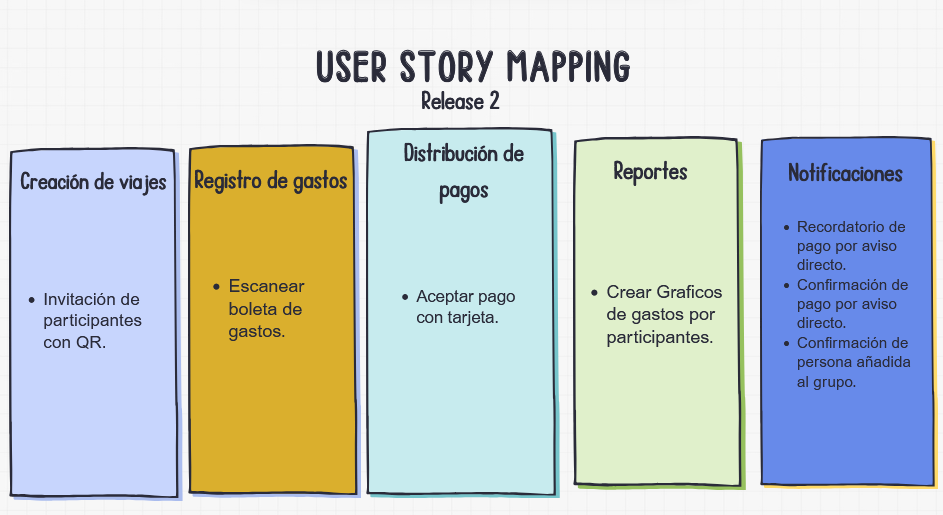 USER STORY MAPPING
Release 2
Creación de viajes
• Invitación de
participantes
con QR.
Registro de gastos
• Escanear
boleta de
gastos.
Distribución de
pagos
• Aceptar pago
con tarjeta.
Reportes
• Crear Graficos
de gastos por
participantes.
Notificaciones
• Recordatorio de
pago por aviso
directo.
• Confirmación de
pago por aviso
directo.
• Confirmación de
persona añadida
al grupo.